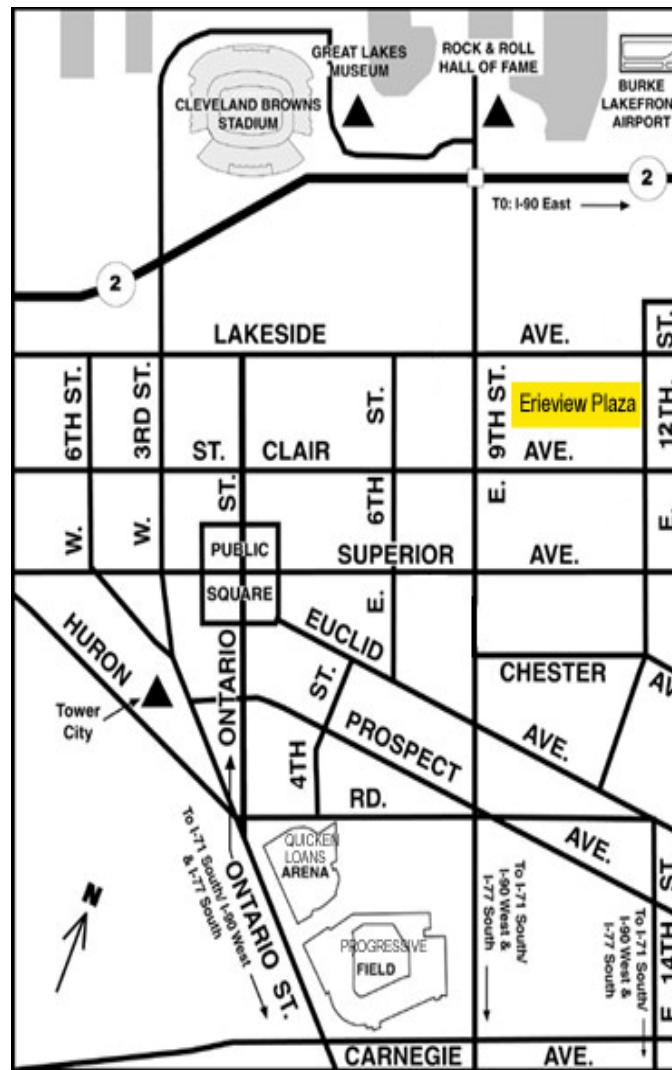 GREAT LAKES
MUSEUM
ROCK & ROLL
HALL OF FAME
BURKE
LAKEFRON
AIRPORT
CLEVELAND BROWNS
STADIUM
2
T0: I-90 East
2
LAKESIDE AVE.
W. 6TH ST.
W. 3RD ST.
E. 6TH ST.
E. 9TH ST.
Erieview Plaza
E. 12TH ST.
ST. CLAIR AVE.
ONTARIO ST.
PUBLIC
SQUARE
SUPERIOR AVE.
HURON RD.
EUCLID AVE.
CHESTER AV
Tower
City
4TH ST.
PROSPECT AVE.
QUICKEN
LOANS
ARENA
To I-71 South/ I-90 West
& I-77 South
ONTARIO ST.
PROGRESSIVE
FIELD
To I-71 South/
I-90 West &
I-77 South
To I-71 South/
I-90 West &
I-77 South
E 14TH ST
N
CARNEGIE AVE.